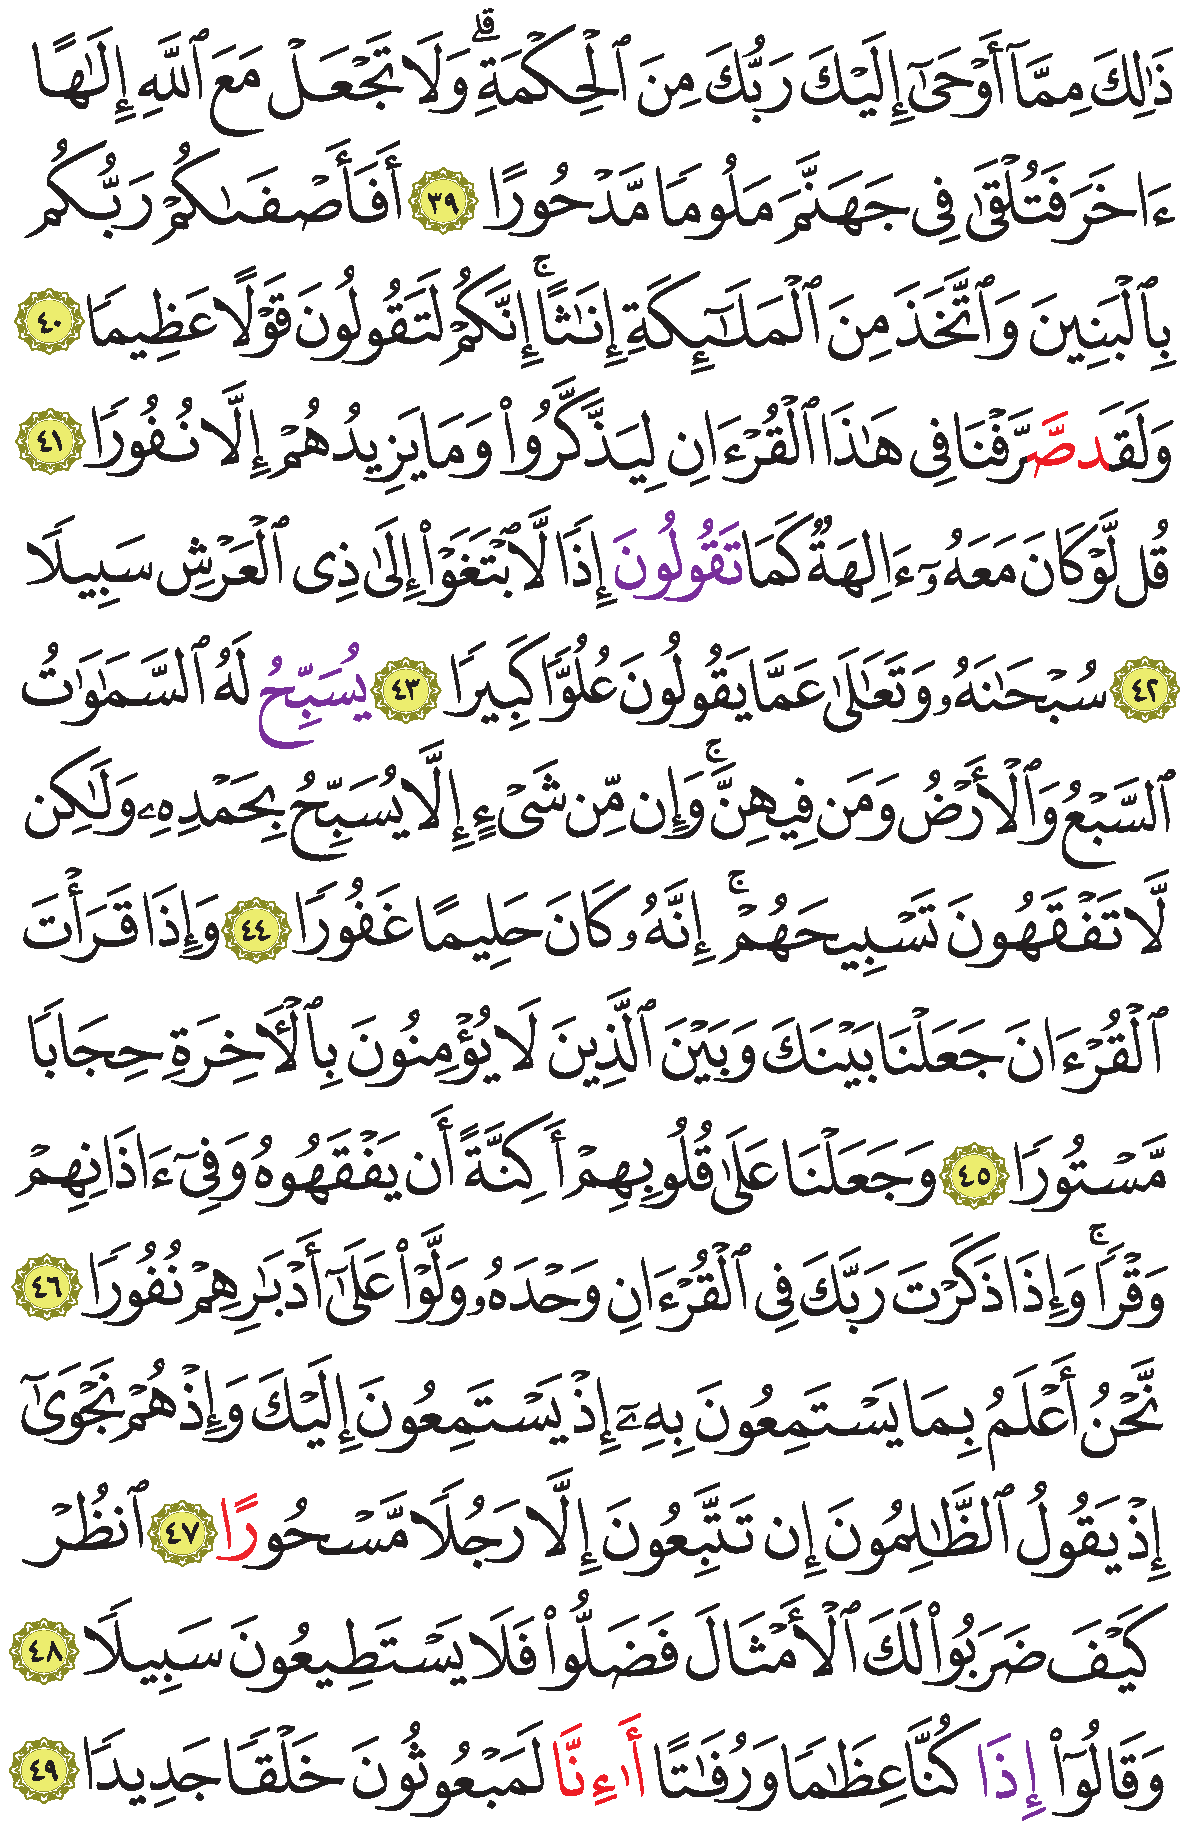 ذَٰلِكَ مِمَّآ أَوْحَىٰٓ إِلَيْكَ رَبُّكَ مِنَ ٱلْحِكْمَةِ ۗ وَلَا تَجْعَلْ مَعَ ٱللَّهِ إِلَٰهًا
ءَاخَرَ فَتُلْقَىٰ فِى جَهَنَّمَ مَلُومًا مَّدْحُورًا ٣٩ أَفَأَصْفَىٰكُمْ رَبُّكُم
بِٱلْبَنِينَ وَٱتَّخَذَ مِنَ ٱلْمَلَٰٓئِكَةِ إِنَٰثًا ۚ إِنَّكُمْ لَتَقُولُونَ قَوْلًا عَظِيمًا ٤٠
وَلَقَد صَّرَّفْنَا فِى هَٰذَا ٱلْقُرْءَانِ لِيَذَّكَّرُوا۟ وَمَا يَزِيدُهُمْ إِلَّا نُفُورًا ٤١
قُل لَّوْ كَانَ مَعَهُۥٓ ءَالِهَةٌ كَمَا تَقُولُونَ إِذًا لَّٱبْتَغَوْا۟ إِلَىٰ ذِى ٱلْعَرْشِ سَبِيلًا
٤٢ سُبْحَٰنَهُۥ وَتَعَٰلَىٰ عَمَّا يَقُولُونَ عُلُوًّا كَبِيرًا ٤٣ يُسَبِّحُ لَهُ ٱلسَّمَٰوَٰتُ
ٱلسَّبْعُ وَٱلْأَرْضُ وَمَن فِيهِنَّ ۚ وَإِن مِّن شَىْءٍ إِلَّا يُسَبِّحُ بِحَمْدِهِۦ وَلَٰكِن
لَّا تَفْقَهُونَ تَسْبِيحَهُمْ ۚ إِنَّهُۥ كَانَ حَلِيمًا غَفُورًا ٤٤ وَإِذَا قَرَأْتَ
ٱلْقُرْءَانَ جَعَلْنَا بَيْنَكَ وَبَيْنَ ٱلَّذِينَ لَا يُؤْمِنُونَ بِٱلْأَخِرَةِ حِجَابًا
مَّسْتُورًا ٤٥ وَجَعَلْنَا عَلَىٰ قُلُوبِهِمْ أَكِنَّةً أَن يَفْقَهُوهُ وَفِىٓ ءَاذَانِهِمْ
وَقْرًا ۚ وَإِذَا ذَكَرْتَ رَبَّكَ فِى ٱلْقُرْءَانِ وَحْدَهُۥ وَلَّوْا۟ عَلَىٰٓ أَدْبَٰرِهِمْ نُفُورًا ٤٦
نَّحْنُ أَعْلَمُ بِمَا يَسْتَمِعُونَ بِهِۦٓ إِذْ يَسْتَمِعُونَ إِلَيْكَ وَإِذْ هُمْ نَجْوَىٰٓ
إِذْ يَقُولُ ٱلظَّٰلِمُونَ إِن تَتَّبِعُونَ إِلَّا رَجُلًا مَّسْحُورًا ٤٧ ٱنظُرْ
كَيْفَ ضَرَبُوا۟ لَكَ ٱلْأَمْثَالَ فَضَلُّوا۟ فَلَا يَسْتَطِيعُونَ سَبِيلًا ٤٨
وَقَالُوٓا۟ إِذَا كُنَّا عِظَٰمًا وَرُفَٰتًا أَاءِنَّا لَمَبْعُوثُونَ خَلْقًا جَدِيدًا ٤٩